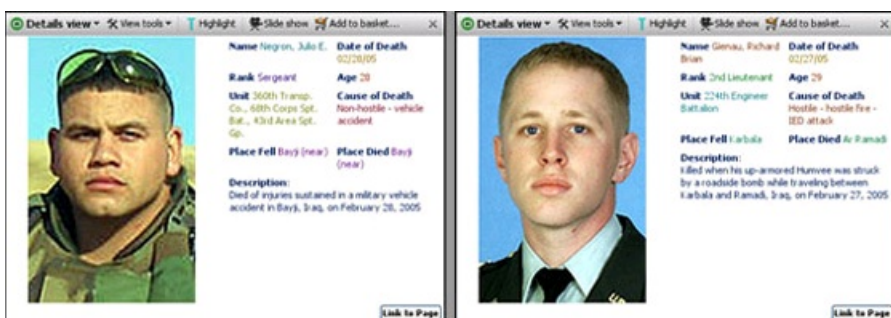 Details view View tools Highlight Slide show Add to basket.... ×
Name Negron, Julio E.
Date of Death
02/28/05
Rank Sergeant
Age 28
Unit 360th Transp.
Co., 68th Corps Spt.
Bat., 43rd Area Spt.
Gp.
Cause of Death
Non-hostile - vehicle
accident
Place Fell Bayji (near)
Place Died Bayji
(near)
Description:
Died of injuries sustained in a military vehicle
accident in Bayji, Iraq, on February 28, 2005
Link to Page
Details view View tools Highlight Slide show Add to basket.... ×
Name Gienau, Richard
Brian
Date of Death
02/27/05
Rank 2nd Lieutenant
Age 29
Unit 224th Engineer
Battalion
Cause of Death
Hostile - hostile fire -
IED attack
Place Fell Karbala
Place Died Ar Ramadi
Description:
Killed when his up-armored Humvee was struck
by a roadside bomb while traveling between
Karbala and Ramadi, Iraq, on February 27, 2005
Link to Page